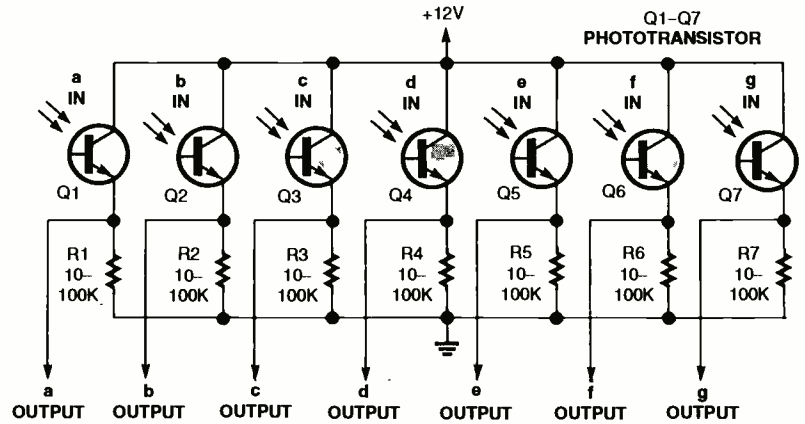 +12V
Q1–Q7
PHOTOTRANSISTOR
a
IN
b
IN
c
IN
d
IN
e
IN
f
IN
g
IN
Q1
Q2
Q3
Q4
Q5
Q6
Q7
R1
10–
100K
R2
10–
100K
R3
10–
100K
R4
10–
100K
R5
10–
100K
R6
10–
100K
R7
10–
100K
a
OUTPUT
b
OUTPUT
c
OUTPUT
d
OUTPUT
e
OUTPUT
f
OUTPUT
g
OUTPUT